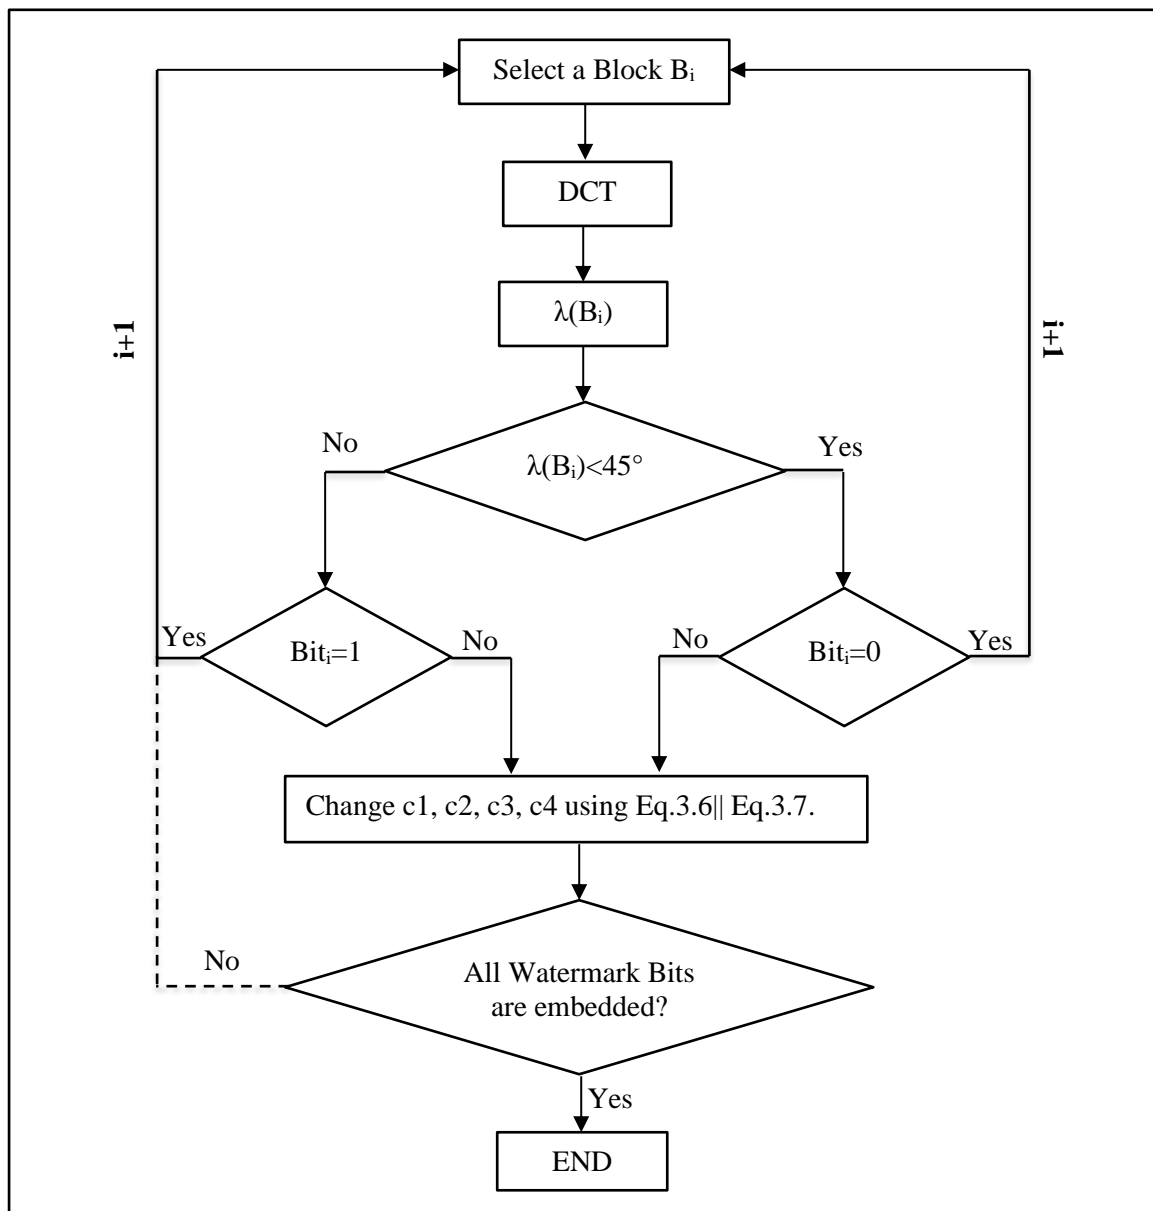 Select a Block Bᵢ
DCT
λ(Bᵢ)
i+1
i+1
No
Yes
λ(Bᵢ)<45°
Yes
Bitᵢ=1
No
No
Bitᵢ=0
Yes
Change c1, c2, c3, c4 using Eq.3.6|| Eq.3.7.
No
All Watermark Bits
are embedded?
Yes
END